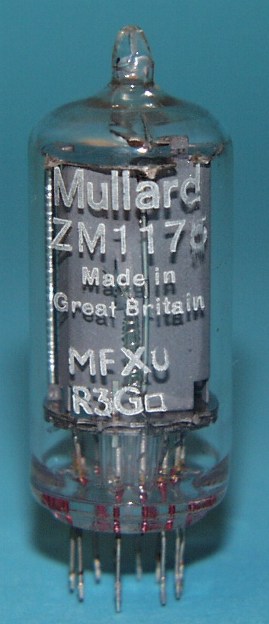 Mullard
ZM1175
Made in
Great Britain
MFXU
R3G□